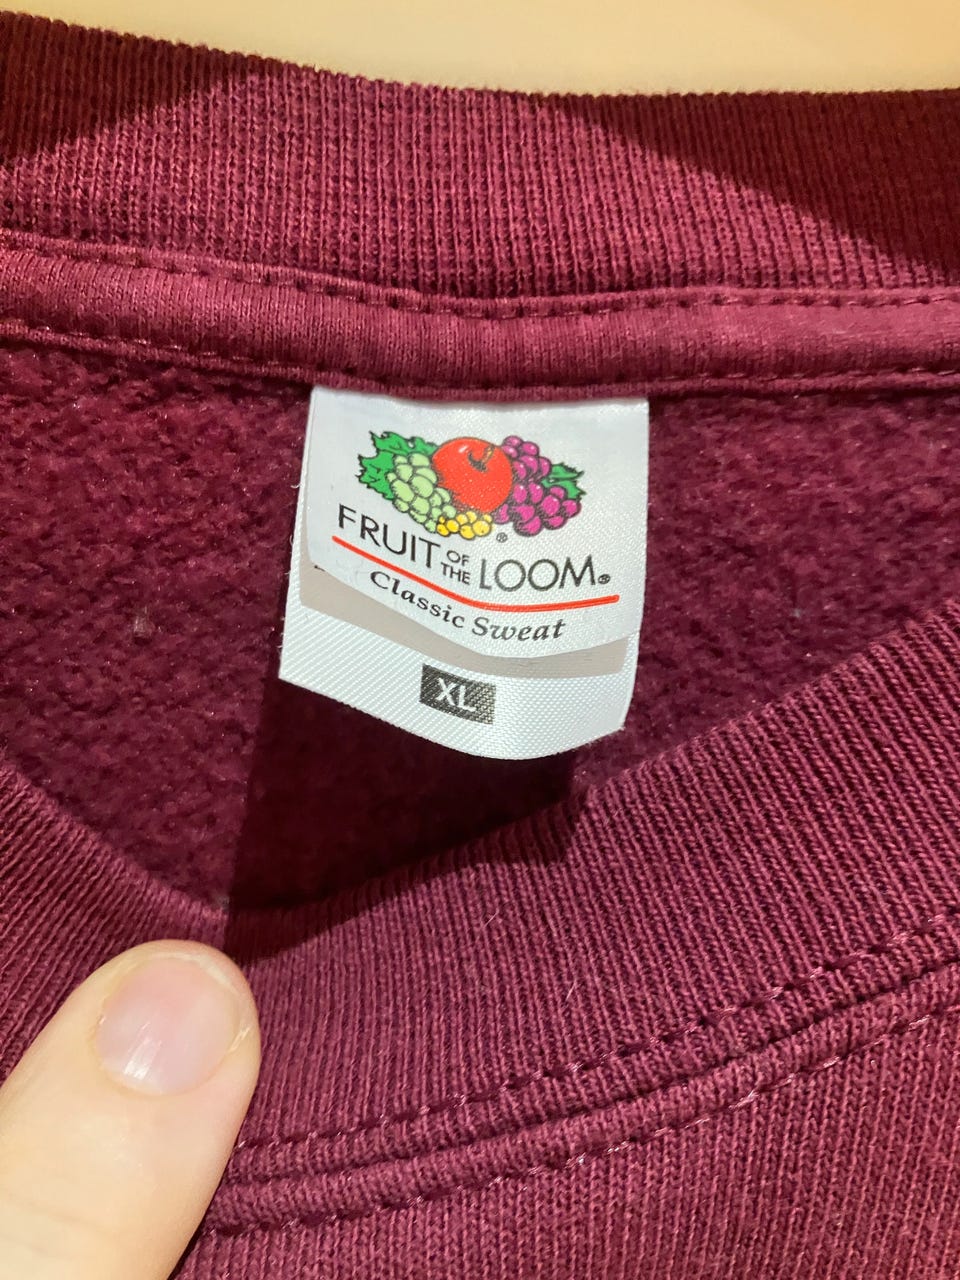 FRUIT OF THE LOOM®
Classic Sweat
XL